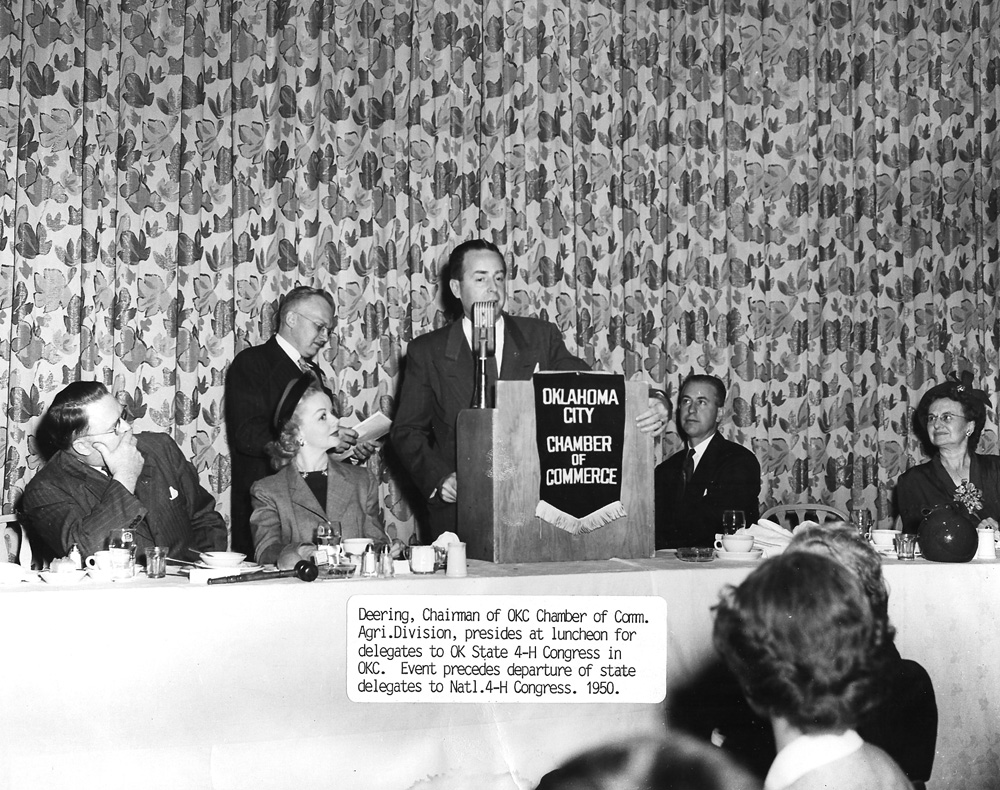 OKLAHOMA
CITY
CHAMBER
OF
COMMERCE
Deering, Chairman of OKC Chamber of Comm.
Agri.Division, presides at luncheon for
delegates to OK State 4-H Congress in
OKC.  Event precedes departure of state
delegates to Natl.4-H Congress. 1950.